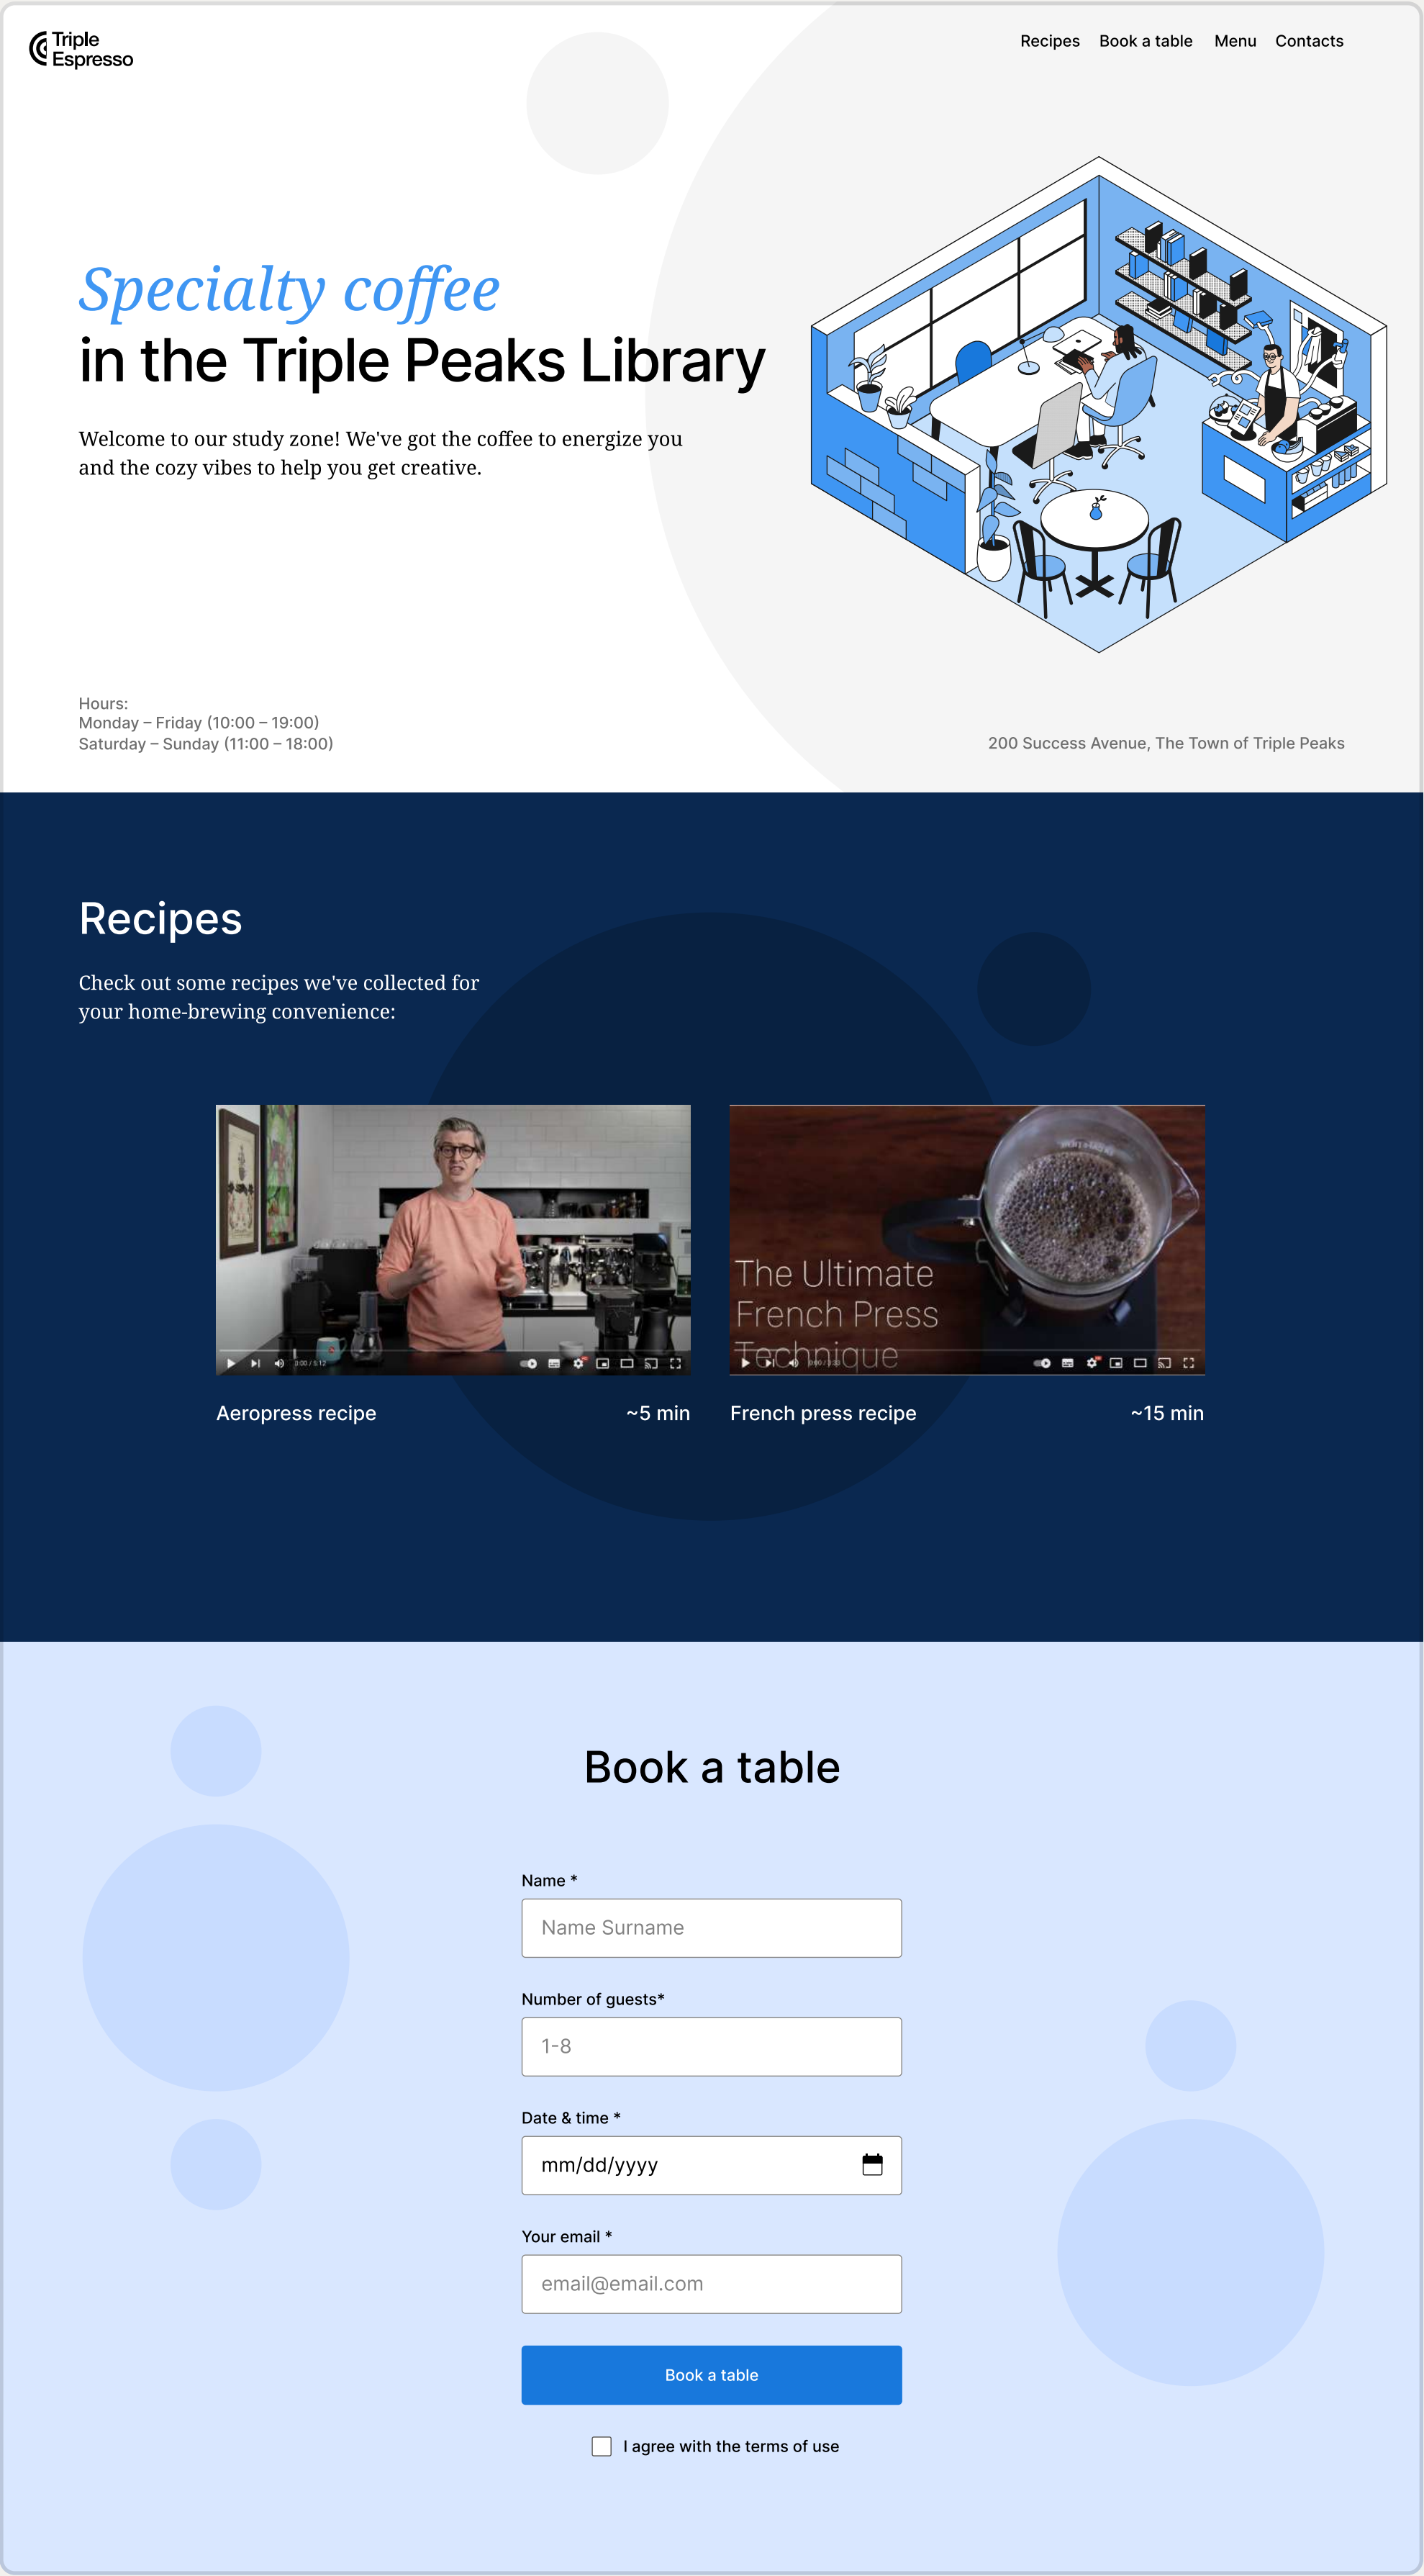 Triple
Espresso
Recipes Book a table Menu Contacts
Specialty coffee
in the Triple Peaks Library
Welcome to our study zone! We've got the coffee to energize you
and the cozy vibes to help you get creative.
Hours:
Monday – Friday (10:00 – 19:00)
Saturday – Sunday (11:00 – 18:00)
200 Success Avenue, The Town of Triple Peaks
Recipes
Check out some recipes we've collected for
your home-brewing convenience:
0:00 / 5:12
The Ultimate
French Press
Technique
Aeropress recipe ~5 min
French press recipe ~15 min
Book a table
Name *
Name Surname
Number of guests*
1-8
Date & time *
mm/dd/yyyy
Your email *
email@email.com
Book a table
I agree with the terms of use